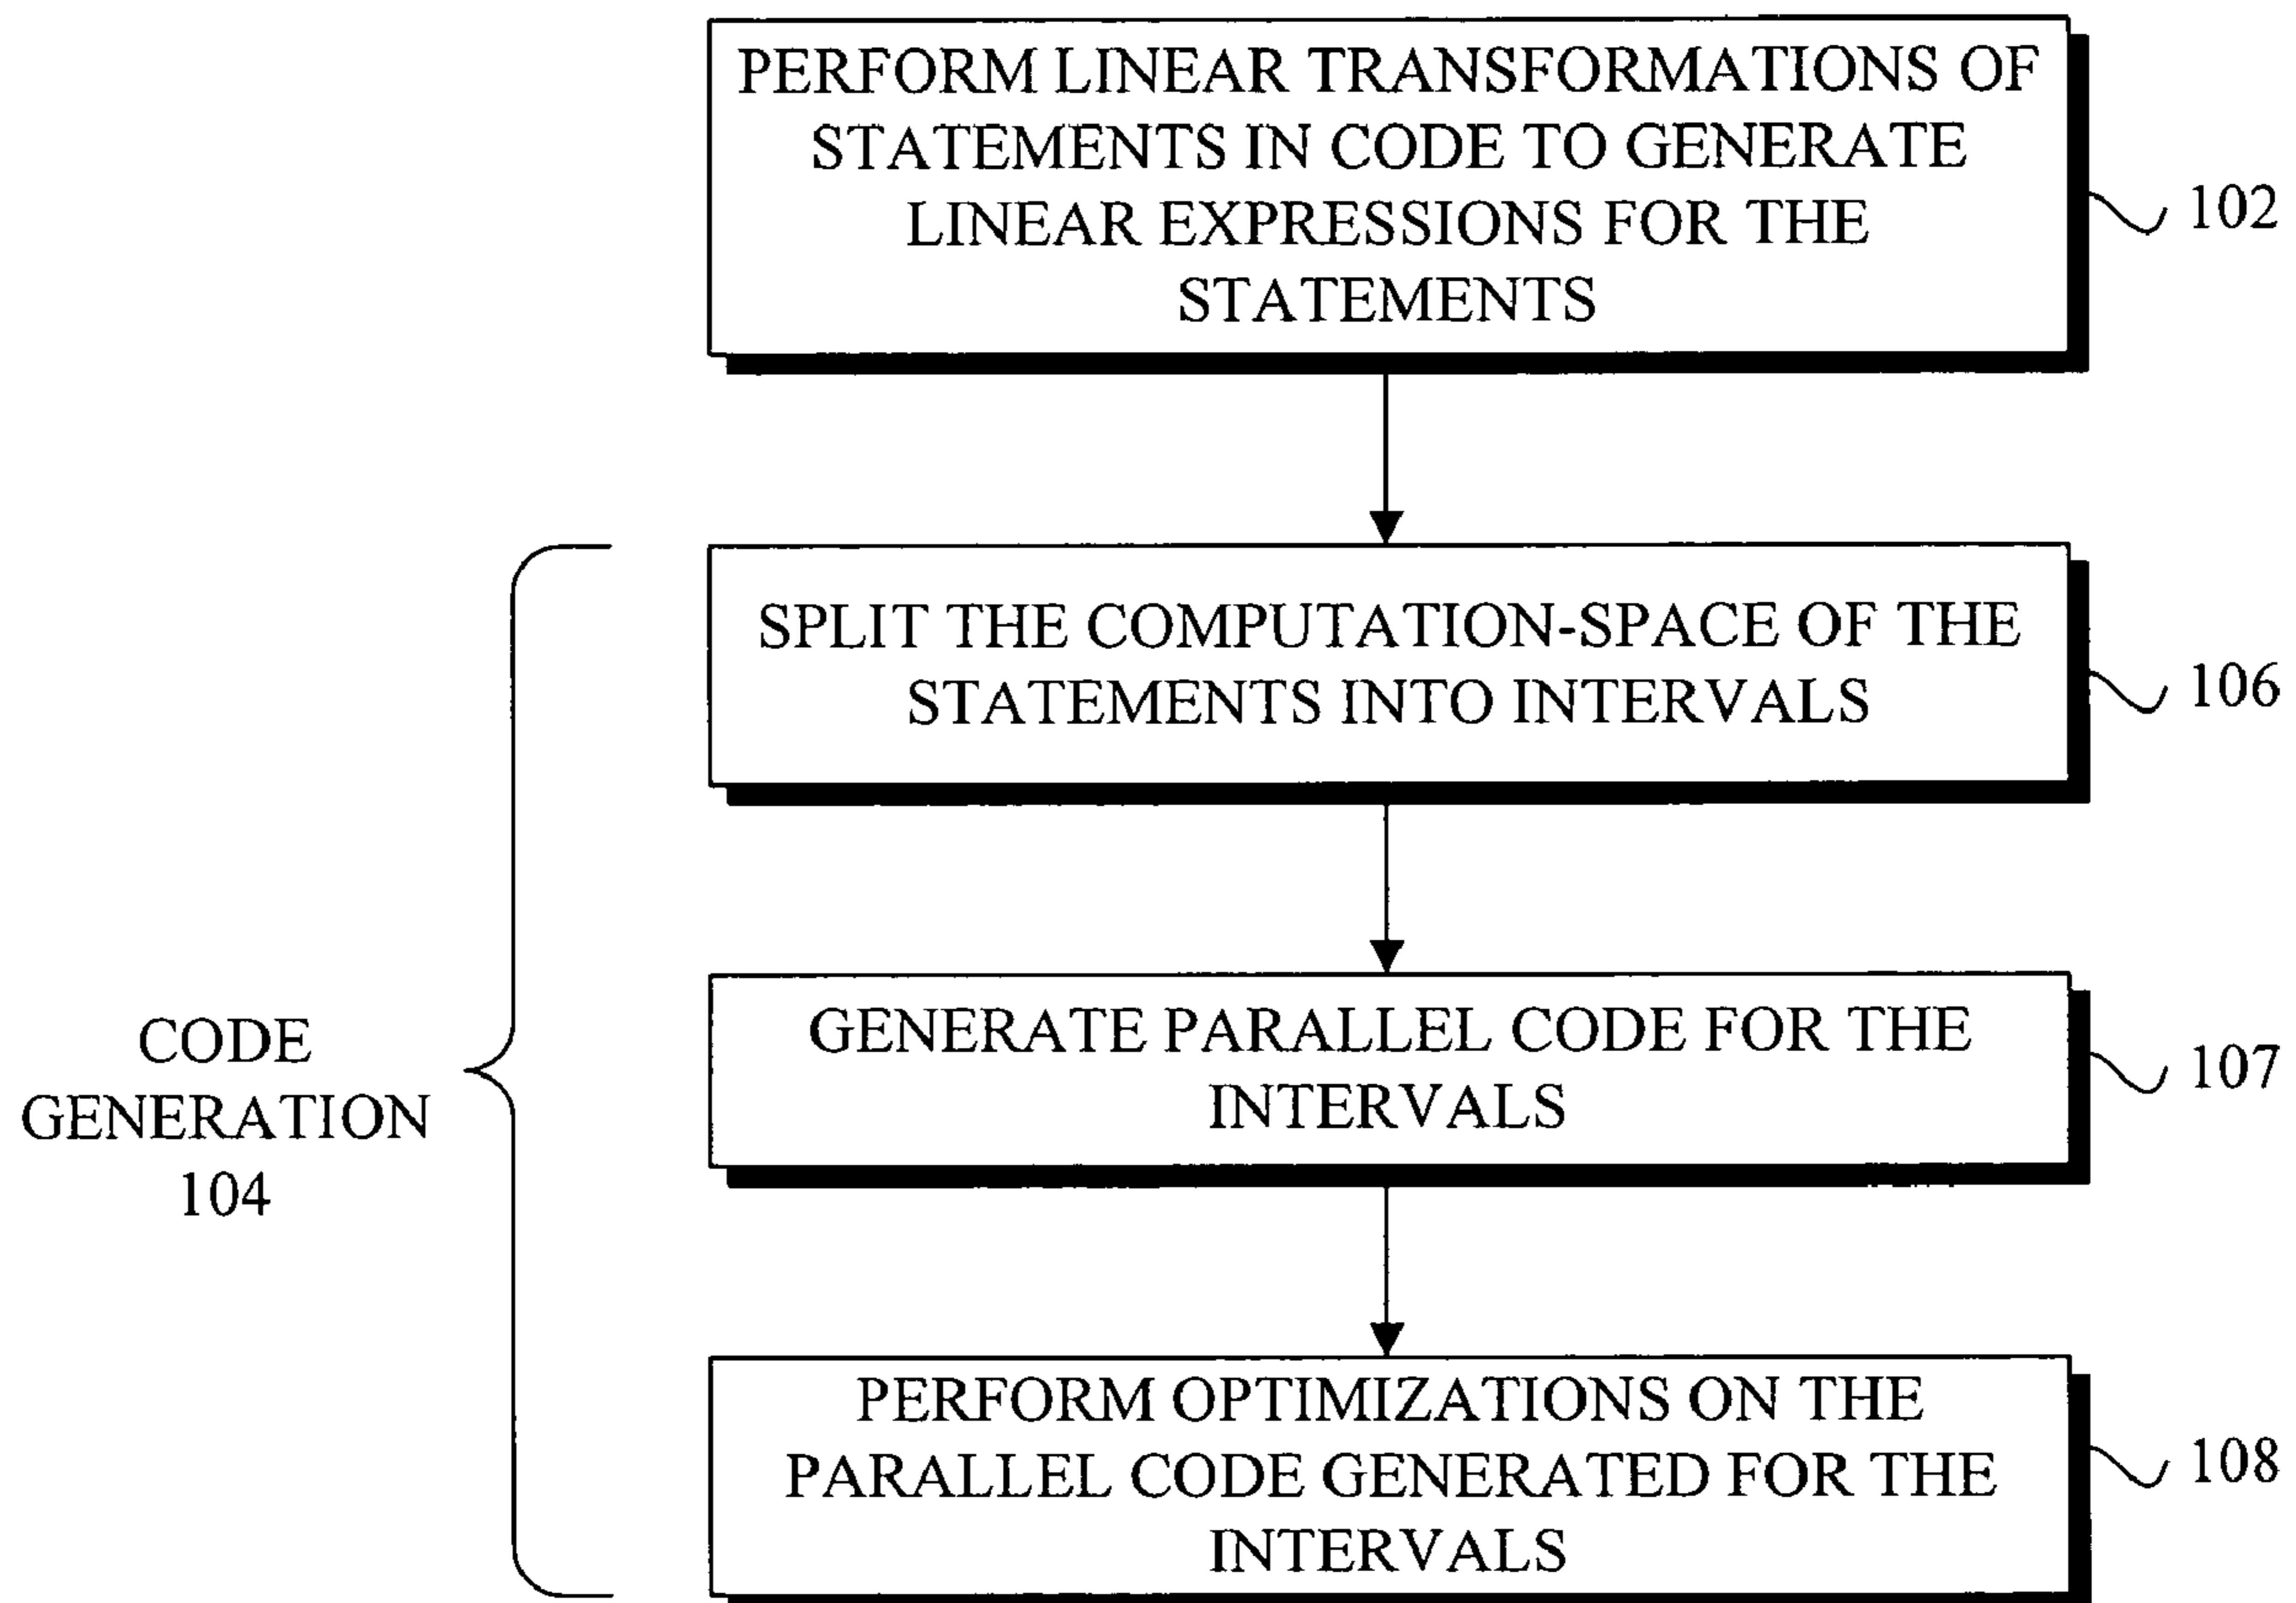 PERFORM LINEAR TRANSFORMATIONS OF
STATEMENTS IN CODE TO GENERATE
LINEAR EXPRESSIONS FOR THE
STATEMENTS
102
SPLIT THE COMPUTATION-SPACE OF THE
STATEMENTS INTO INTERVALS
106
CODE
GENERATION
104
GENERATE PARALLEL CODE FOR THE
INTERVALS
107
PERFORM OPTIMIZATIONS ON THE
PARALLEL CODE GENERATED FOR THE
INTERVALS
108